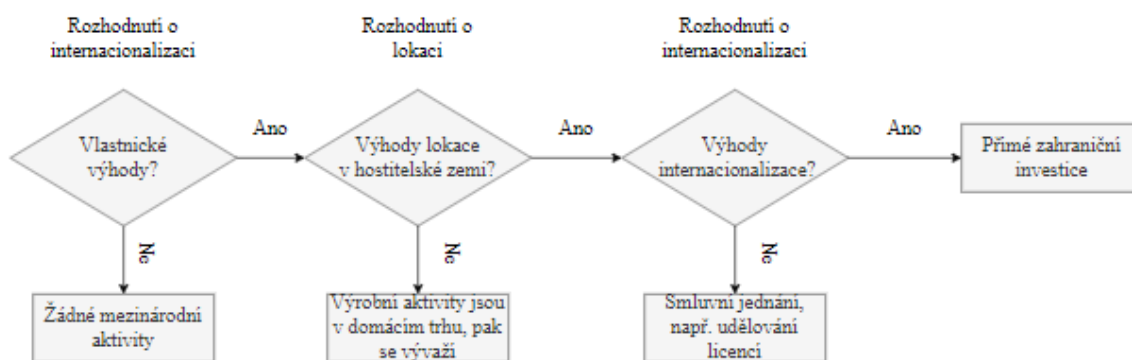 Rozhodnutí o
internacionalizaci
Rozhodnutí o
lokaci
Rozhodnutí o
internacionalizaci
Vlastnické
výhody?
Ano
Výhody lokace
v hostitelské zemi?
Ano
Výhody
internacionalizace?
Ano
Přímé zahraniční
investice
Ne
Ne
Ne
Žádné mezinárodní
aktivity
Výrobní aktivity jsou
v domácím trhu, pak
se vyváží
Smluvní jednání,
např. udělování
licencí